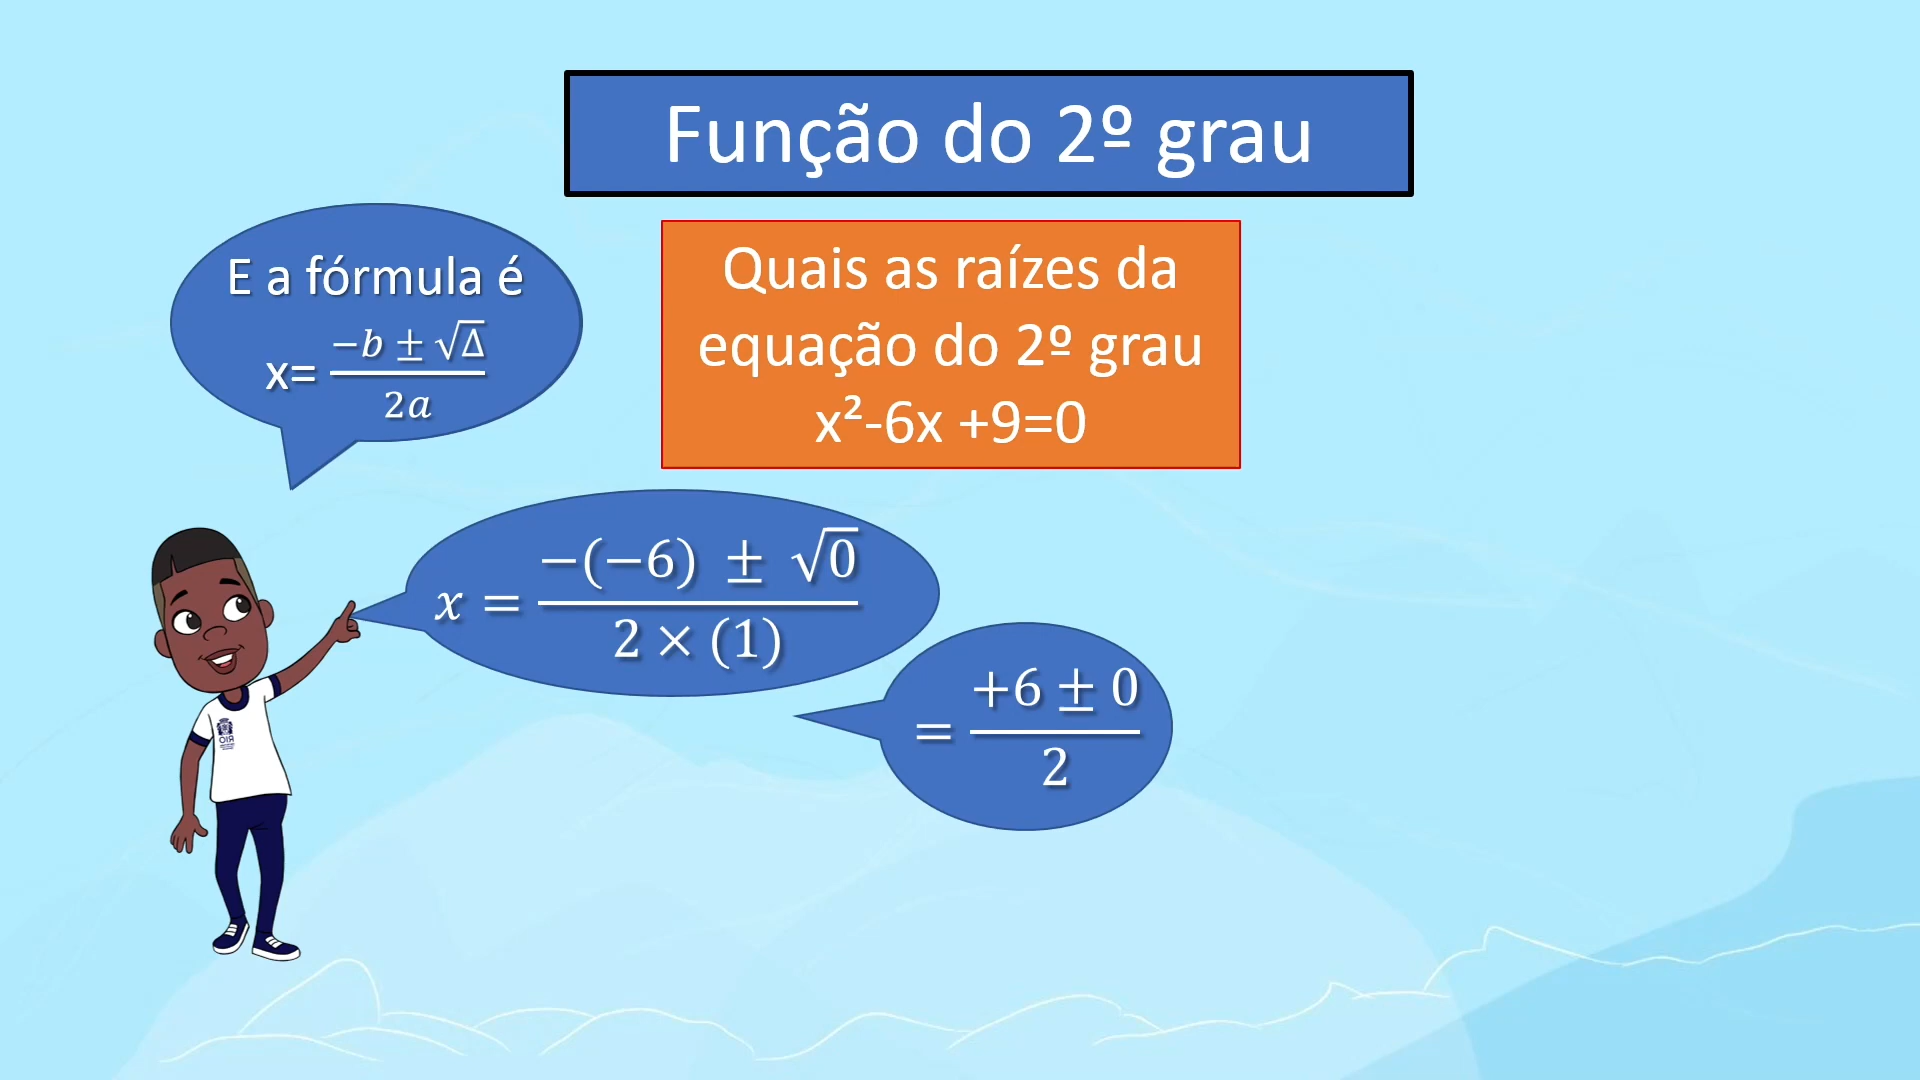 Função do 2º grau
E a fórmula é
x= −b ± √Δ / 2a
Quais as raízes da
equação do 2º grau
x²-6x +9=0
x = −(−6) ± √0 / 2 × (1)
= +6 ± 0 / 2
RIO